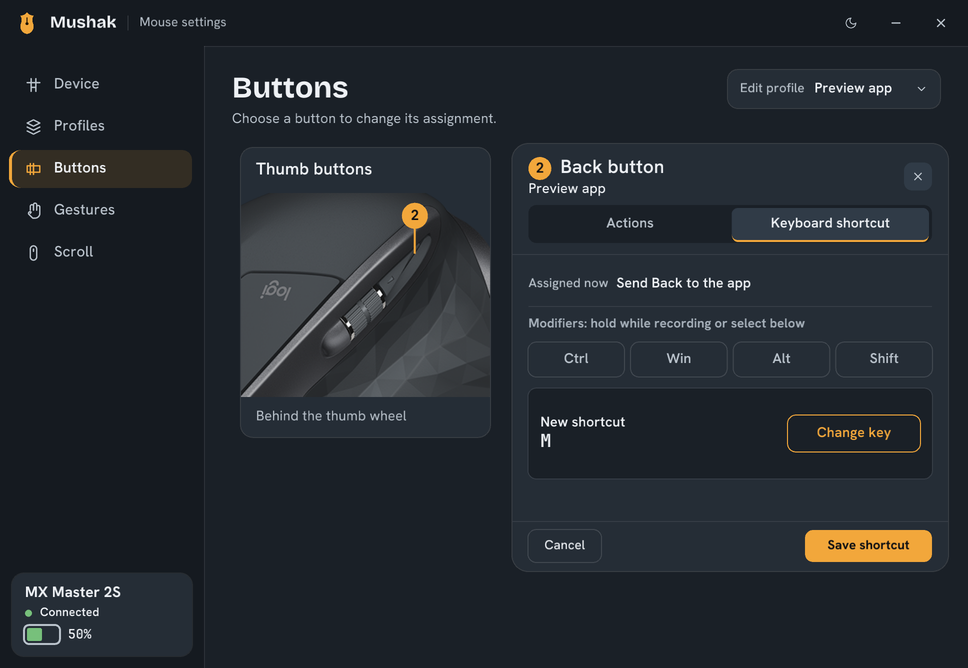 Mushak
Mouse settings
Device
Profiles
Buttons
Gestures
Scroll
MX Master 2S
Connected
50%
Buttons
Choose a button to change its assignment.
Edit profile Preview app
Thumb buttons
2
logi
Behind the thumb wheel
2 Back button
Preview app
Actions
Keyboard shortcut
Assigned now Send Back to the app
Modifiers: hold while recording or select below
Ctrl
Win
Alt
Shift
New shortcut
M
Change key
Cancel
Save shortcut